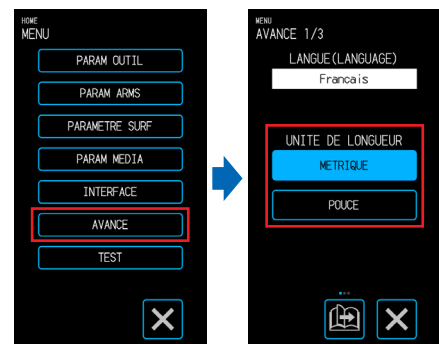 HOME
MENU
PARAM OUTIL
PARAM ARMS
PARAMETRE SURF
PARAM MEDIA
INTERFACE
AVANCE
TEST
MENU
AVANCE 1/3
LANGUE(LANGUAGE)
Francais
UNITE DE LONGUEUR
METRIQUE
POUCE